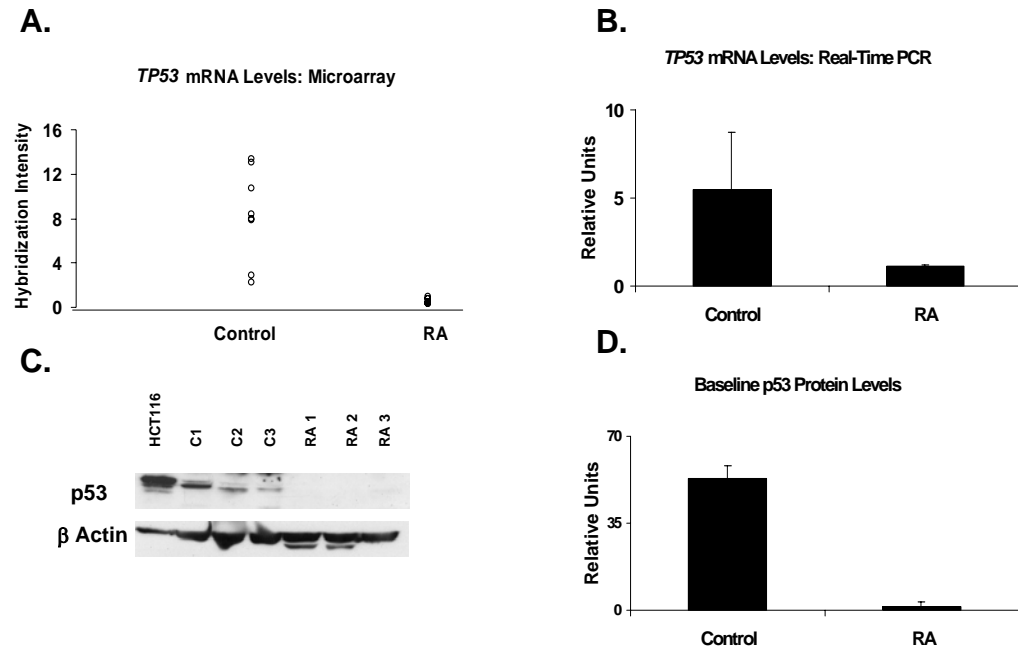 A.
TP53 mRNA Levels: Microarray
Hybridization Intensity
16
12
8
4
0
Control RA
B.
TP53 mRNA Levels: Real-Time PCR
Relative Units
10
5
0
Control RA
C.
HCT116 C1 C2 C3 RA 1 RA 2 RA 3
p53
β Actin
D.
Baseline p53 Protein Levels
Relative Units
70
35
0
Control RA